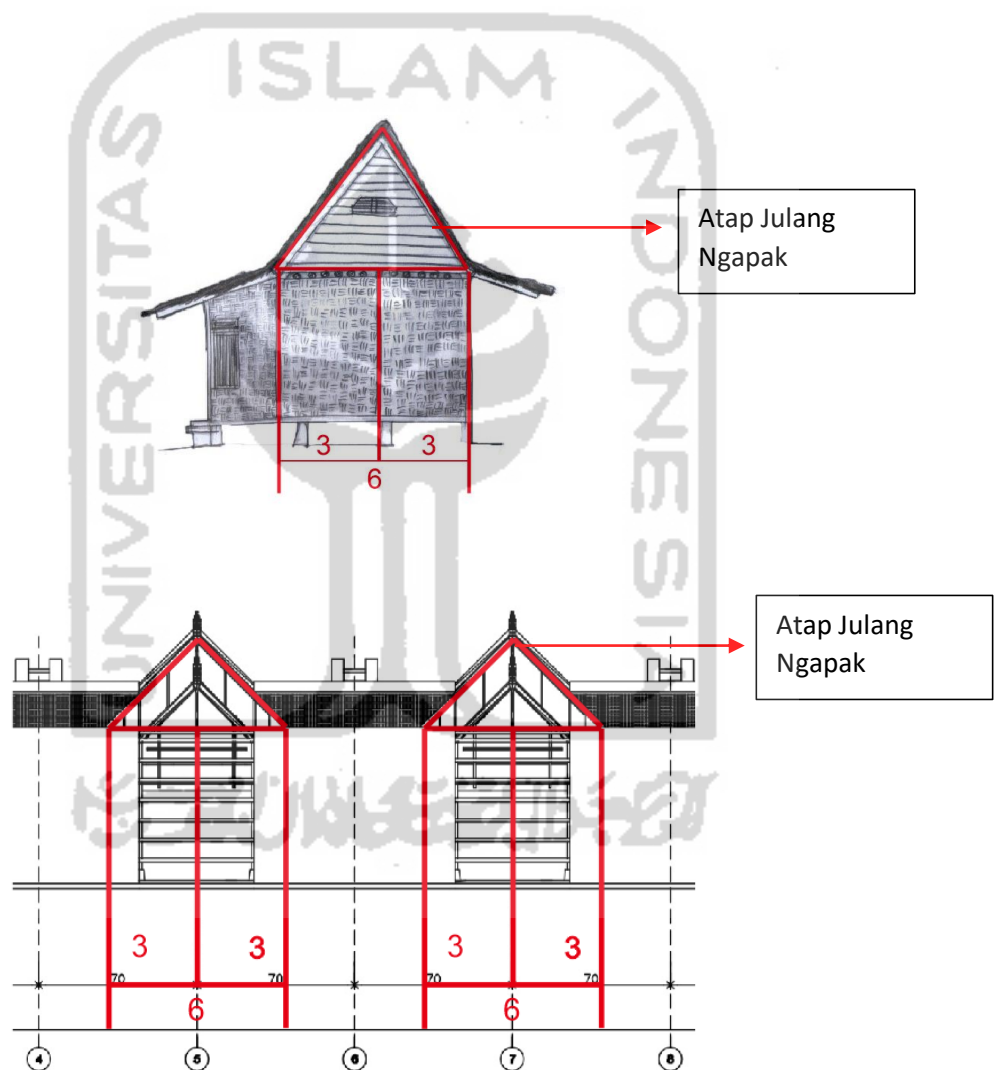 ISLAM
UNIVERSITAS
INDONESIA
Atap Julang
Ngapak
3 3
6
Atap Julang
Ngapak
3 3 3 3
70 70 70 70
6 6
4 5 6 7 8